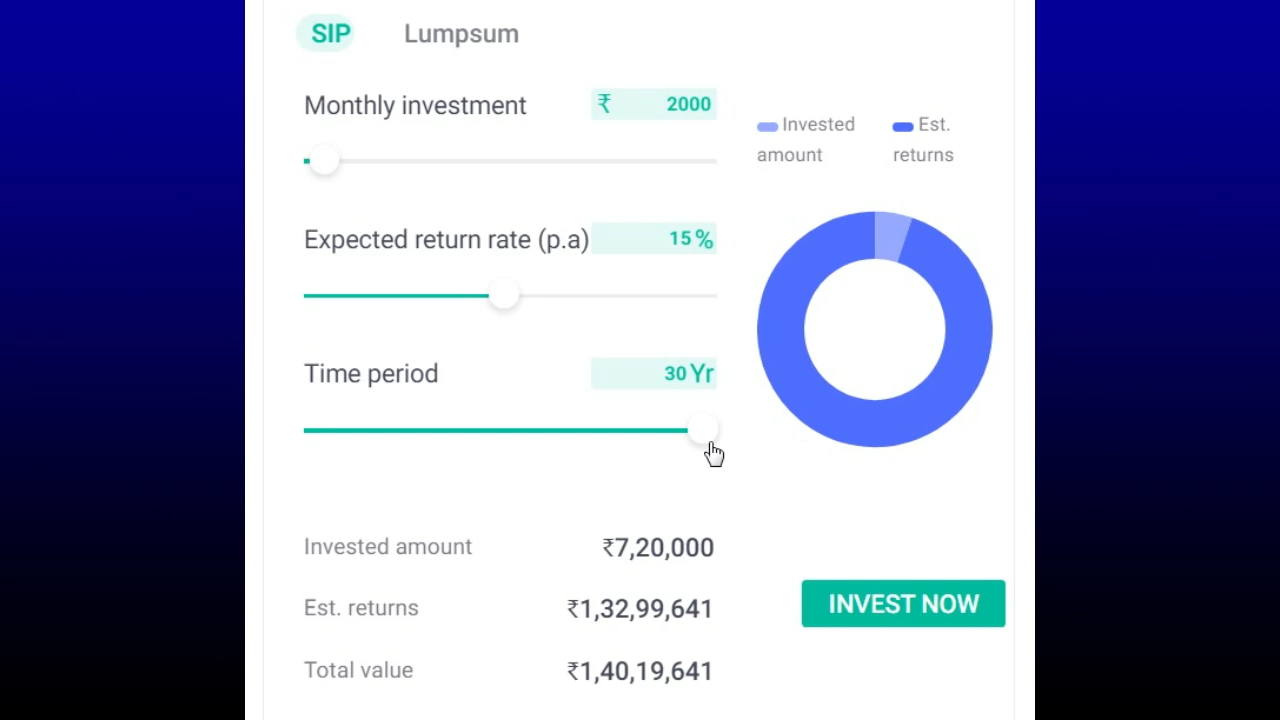 SIP Lumpsum
Monthly investment ₹ 2000
Invested amount
Est. returns
Expected return rate (p.a) 15 %
Time period 30 Yr
Invested amount ₹7,20,000
Est. returns ₹1,32,99,641
INVEST NOW
Total value ₹1,40,19,641